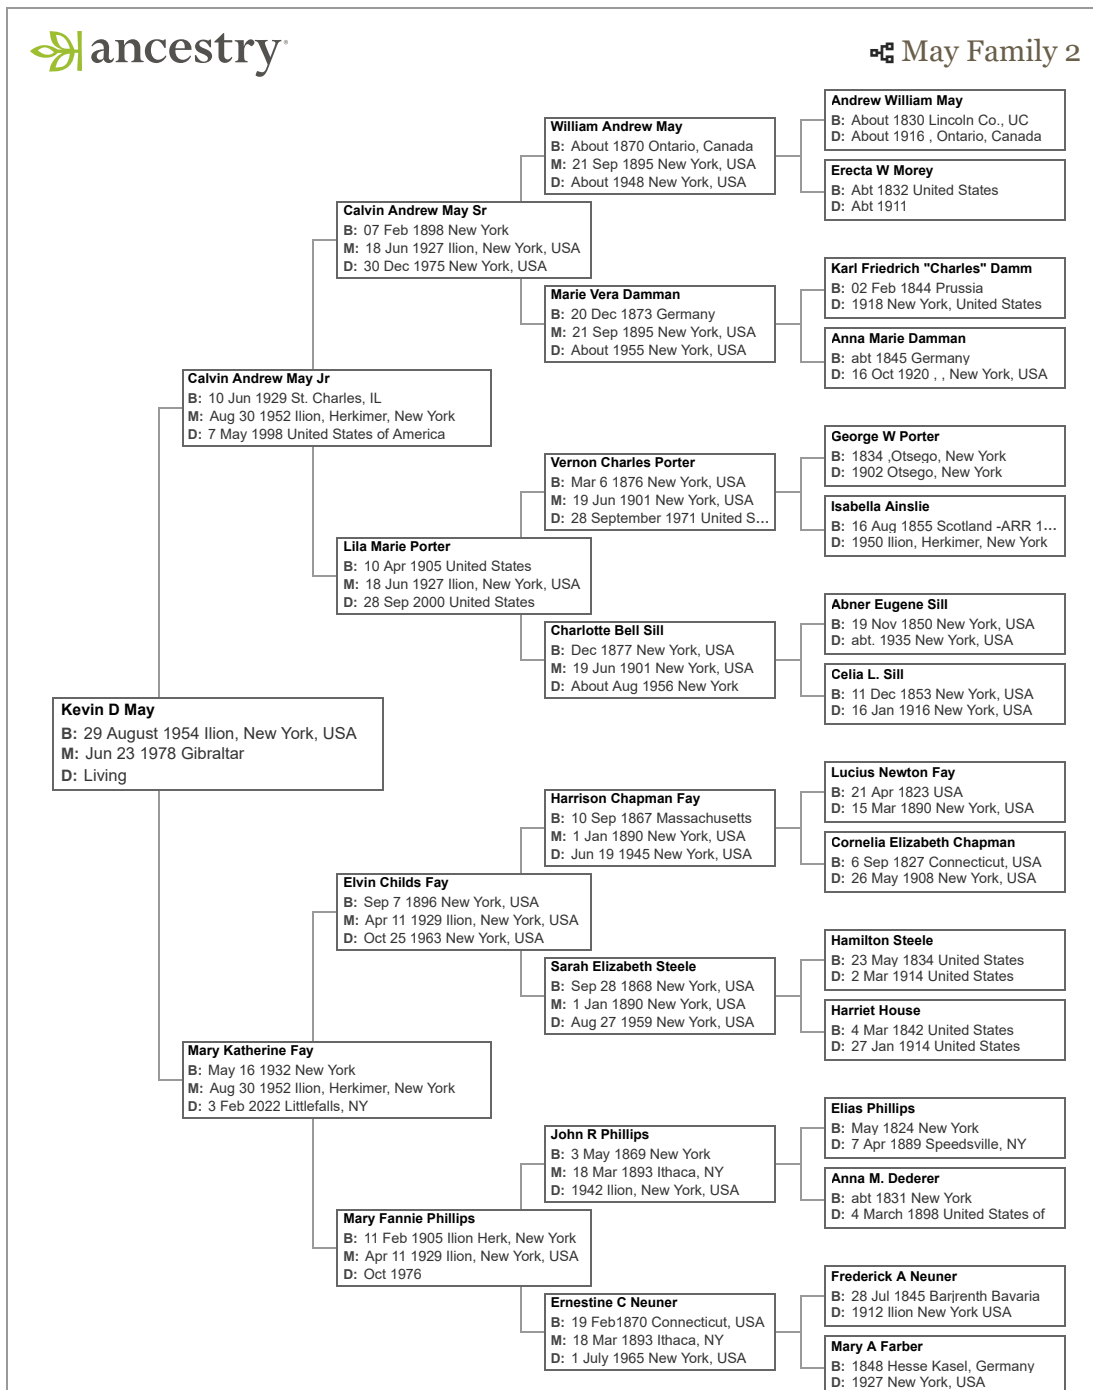 ancestry
May Family 2
Andrew William May
B: About 1830 Lincoln Co., UC
D: About 1916 , Ontario, Canada
William Andrew May
B: About 1870 Ontario, Canada
M: 21 Sep 1895 New York, USA
D: About 1948 New York, USA
Erecta W Morey
B: Abt 1832 United States
D: Abt 1911
Calvin Andrew May Sr
B: 07 Feb 1898 New York
M: 18 Jun 1927 Ilion, New York, USA
D: 30 Dec 1975 New York, USA
Karl Friedrich "Charles" Damm
B: 02 Feb 1844 Prussia
D: 1918 New York, United States
Marie Vera Damman
B: 20 Dec 1873 Germany
M: 21 Sep 1895 New York, USA
D: About 1955 New York, USA
Anna Marie Damman
B: abt 1845 Germany
D: 16 Oct 1920 , , New York, USA
Calvin Andrew May Jr
B: 10 Jun 1929 St. Charles, IL
M: Aug 30 1952 Ilion, Herkimer, New York
D: 7 May 1998 United States of America
George W Porter
B: 1834 ,Otsego, New York
D: 1902 Otsego, New York
Vernon Charles Porter
B: Mar 6 1876 New York, USA
M: 19 Jun 1901 New York, USA
D: 28 September 1971 United S...
Isabella Ainslie
B: 16 Aug 1855 Scotland -ARR 1...
D: 1950 Ilion, Herkimer, New York
Lila Marie Porter
B: 10 Apr 1905 United States
M: 18 Jun 1927 Ilion, New York, USA
D: 28 Sep 2000 United States
Abner Eugene Sill
B: 19 Nov 1850 New York, USA
D: abt. 1935 New York, USA
Charlotte Bell Sill
B: Dec 1877 New York, USA
M: 19 Jun 1901 New York, USA
D: About Aug 1956 New York
Celia L. Sill
B: 11 Dec 1853 New York, USA
D: 16 Jan 1916 New York, USA
Kevin D May
B: 29 August 1954 Ilion, New York, USA
M: Jun 23 1978 Gibraltar
D: Living
Lucius Newton Fay
B: 21 Apr 1823 USA
D: 15 Mar 1890 New York, USA
Harrison Chapman Fay
B: 10 Sep 1867 Massachusetts
M: 1 Jan 1890 New York, USA
D: Jun 19 1945 New York, USA
Cornelia Elizabeth Chapman
B: 6 Sep 1827 Connecticut, USA
D: 26 May 1908 New York, USA
Elvin Childs Fay
B: Sep 7 1896 New York, USA
M: Apr 11 1929 Ilion, New York, USA
D: Oct 25 1963 New York, USA
Hamilton Steele
B: 23 May 1834 United States
D: 2 Mar 1914 United States
Sarah Elizabeth Steele
B: Sep 28 1868 New York, USA
M: 1 Jan 1890 New York, USA
D: Aug 27 1959 New York, USA
Harriet House
B: 4 Mar 1842 United States
D: 27 Jan 1914 United States
Mary Katherine Fay
B: May 16 1932 New York
M: Aug 30 1952 Ilion, Herkimer, New York
D: 3 Feb 2022 Littlefalls, NY
Elias Phillips
B: May 1824 New York
D: 7 Apr 1889 Speedsville, NY
John R Phillips
B: 3 May 1869 New York
M: 18 Mar 1893 Ithaca, NY
D: 1942 Ilion, New York, USA
Anna M. Dederer
B: abt 1831 New York
D: 4 March 1898 United States of
Mary Fannie Phillips
B: 11 Feb 1905 Ilion Herk, New York
M: Apr 11 1929 Ilion, New York, USA
D: Oct 1976
Frederick A Neuner
B: 28 Jul 1845 Barjrenth Bavaria
D: 1912 Ilion New York USA
Ernestine C Neuner
B: 19 Feb1870 Connecticut, USA
M: 18 Mar 1893 Ithaca, NY
D: 1 July 1965 New York, USA
Mary A Farber
B: 1848 Hesse Kasel, Germany
D: 1927 New York, USA